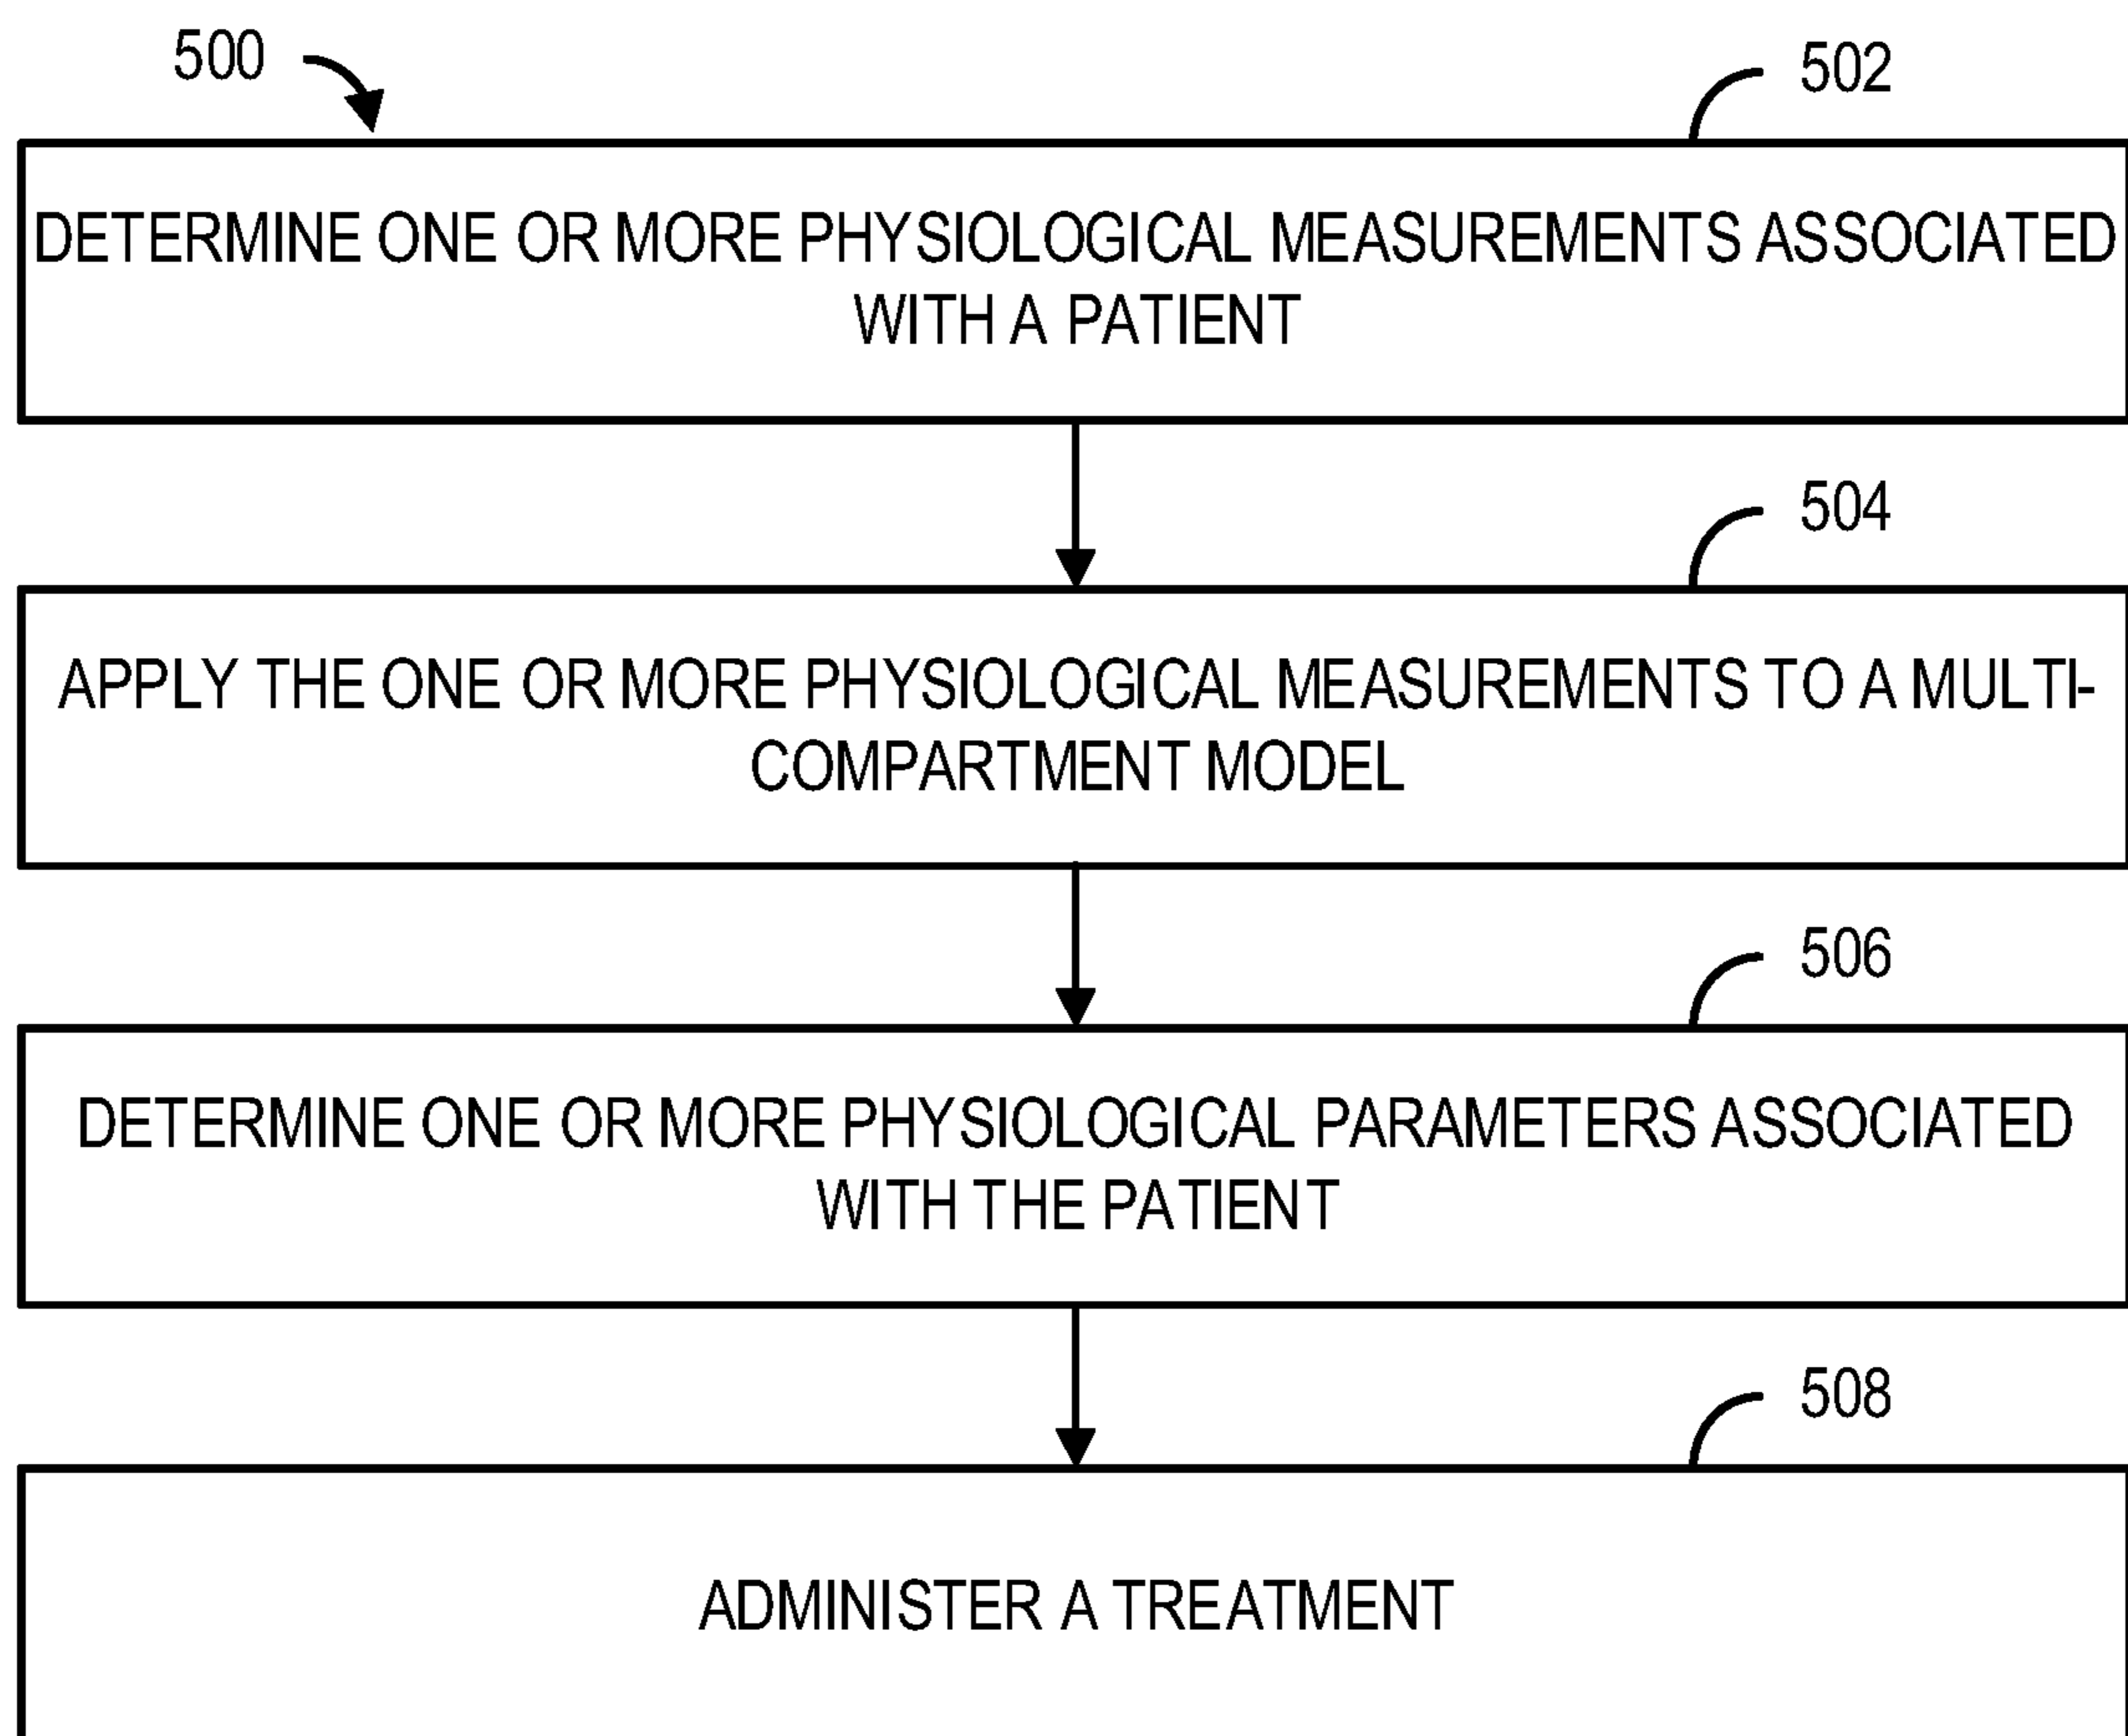 500
502
DETERMINE ONE OR MORE PHYSIOLOGICAL MEASUREMENTS ASSOCIATED
WITH A PATIENT
504
APPLY THE ONE OR MORE PHYSIOLOGICAL MEASUREMENTS TO A MULTI-
COMPARTMENT MODEL
506
DETERMINE ONE OR MORE PHYSIOLOGICAL PARAMETERS ASSOCIATED
WITH THE PATIENT
508
ADMINISTER A TREATMENT